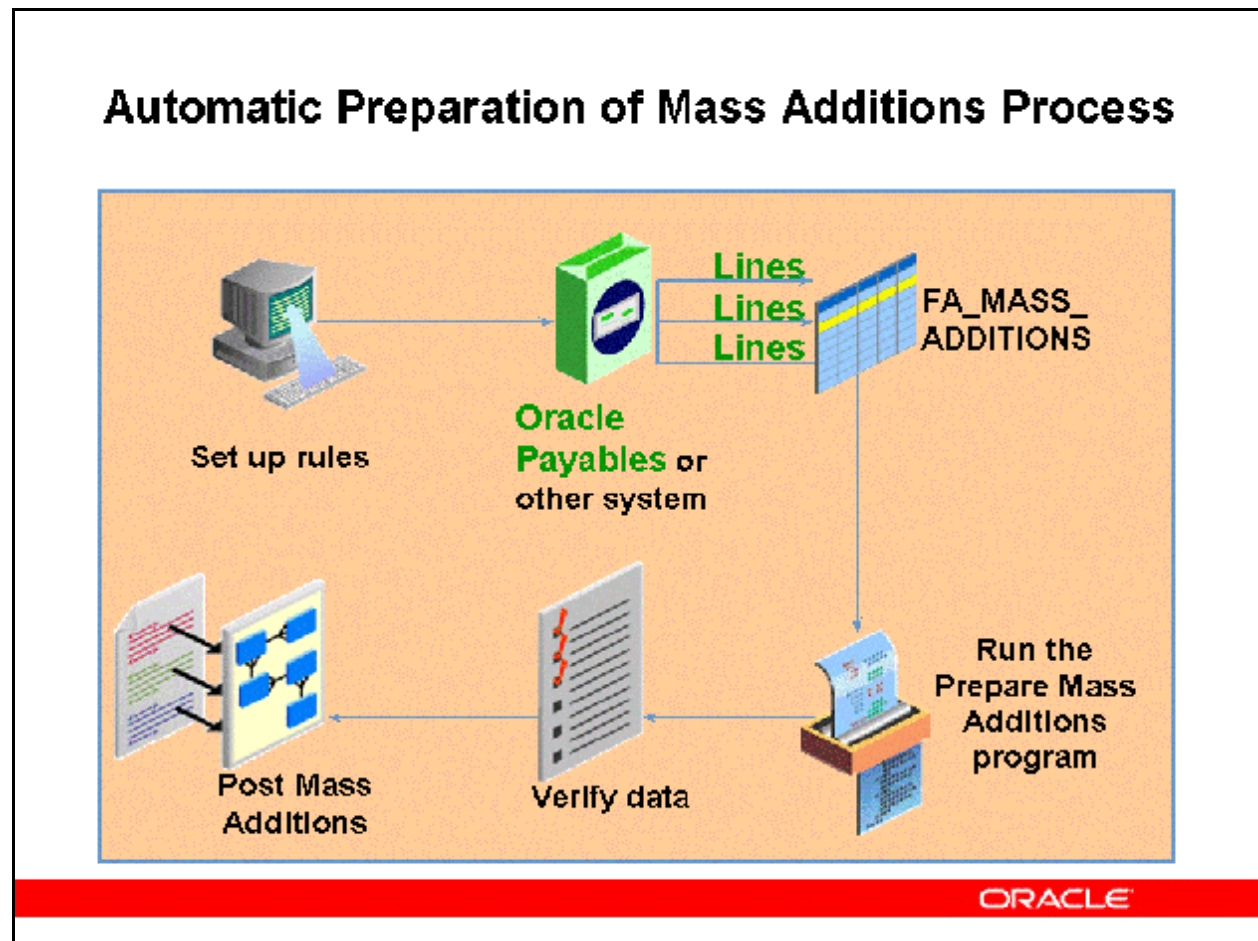 Automatic Preparation of Mass Additions Process
Set up rules
Oracle
Payables or
other system
Lines
Lines
Lines
FA_MASS_
ADDITIONS
Run the
Prepare Mass
Additions
program
Verify data
Post Mass
Additions
ORACLE